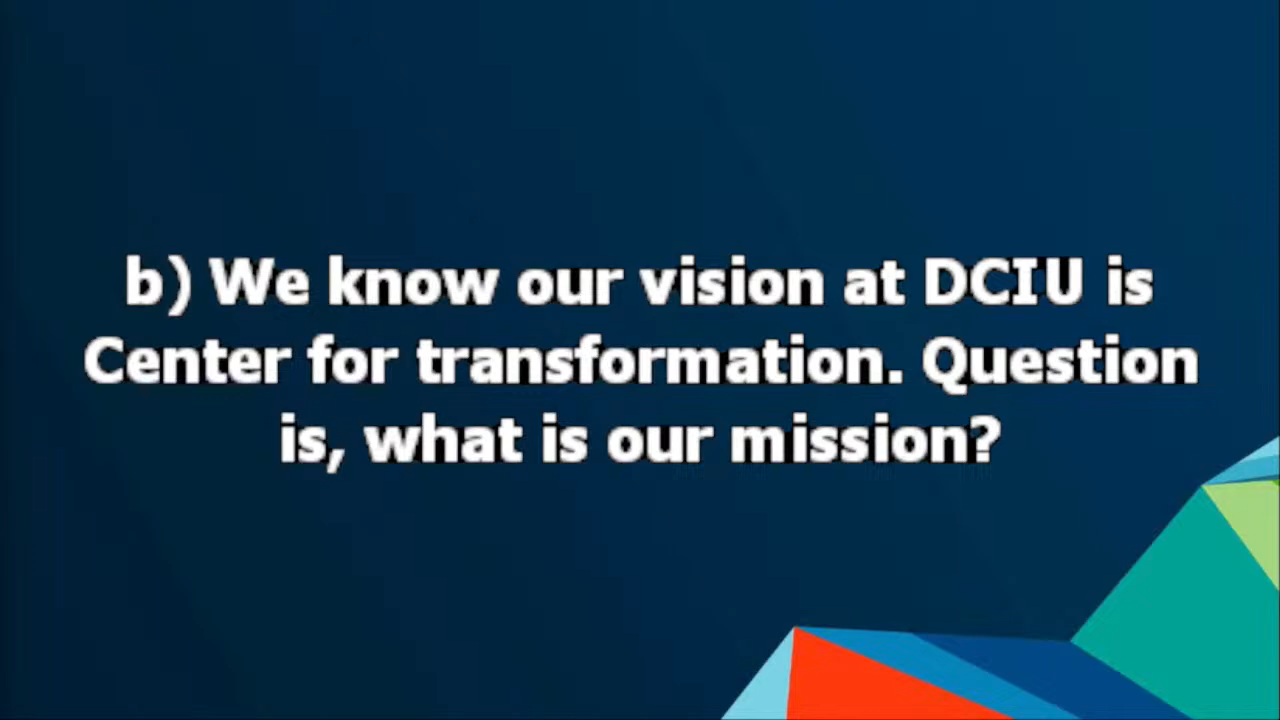 b) We know our vision at DCIU is
Center for transformation. Question
is, what is our mission?